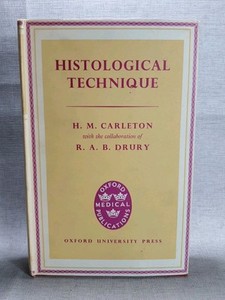 HISTOLOGICAL
TECHNIQUE
H. M. CARLETON
with the collaboration of
R. A. B. DRURY
OXFORD
MEDICAL
PUBLICATIONS
OXFORD UNIVERSITY PRESS